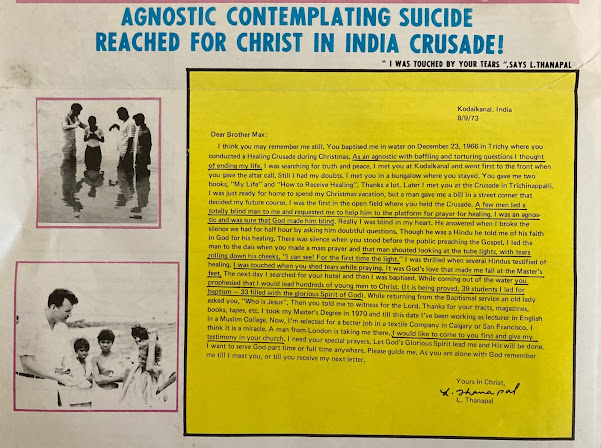 AGNOSTIC CONTEMPLATING SUICIDE
REACHED FOR CHRIST IN INDIA CRUSADE!
" I WAS TOUCHED BY YOUR TEARS ",SAYS L.THANAPAL
Kodaikanal, India
8/9/73
Dear Brother Max:
I think you may remember me still. You baptised me in water on December 23, 1966 in Trichy where you
conducted a Healing Crusade during Christmas. As an agnostic with baffling and torturing questions I thought
of ending my life, I was searching for truth and peace. I met you at Kodaikanal and went first to the front when
you gave the altar call. Still I had my doubts. I met you in a bungalow where you stayed. You gave me two
books, "My Life" and "How to Receive Healing". Thanks a lot. Later I met you at the Crusade in Trichinappalli.
I was just ready for home to spend my Christmas vacation, but a man gave me a bill in a street corner that
decided my future course. I was the first in the open field where you held the Crusade. A few men led a
totally blind man to me and requested me to help him to the platform for prayer for healing. I was an agnos-
tic and was sure that God made him blind. Really I was blind in my heart. He answered when I broke the
silence we had for half hour by asking him doubtful questions. Though he was a Hindu he told me of his faith
in God for his healing. There was silence when you stood before the public preaching the Gospel. I led the
man to the dais when you made a mass prayer and that man shouted looking at the tube lights, with tears
rolling down his cheeks, "I can see! For the first time the light." I was thrilled when several Hindus testified of
healing. I was touched when you shed tears while praying. It was God's love that made me fall at the Master's
feet. The next day I searched for your hotel and then I was baptised. While coming out of the water you
prophesied that I would lead hundreds of young men to Christ. (It is being proved, 39 students I led for
baptism — 33 filled with the glorious Spirit of God). While returning from the Baptismal service an old lady
asked you, "Who is Jesus". Then you told me to witness for the Lord. Thanks for your tracts, magazines,
books, tapes, etc. I took my Master's Degree in 1970 and till this date I've been working as lecturer in English
in a Muslim College. Now, I'm selected for a better job in a textile Company in Calgary or San Francisco. I
think it is a miracle. A man from London is taking me there. I would like to come to you first and give my
testimony in your church. I need your special prayers. Let God's Glorious Spirit lead me and His will be done.
I want to serve God part time or full time anywhere. Please guide me. As you are alone with God remember
me till I meet you, or till you receive my next letter.
Yours in Christ,
L. Thanapal
L. Thanapal